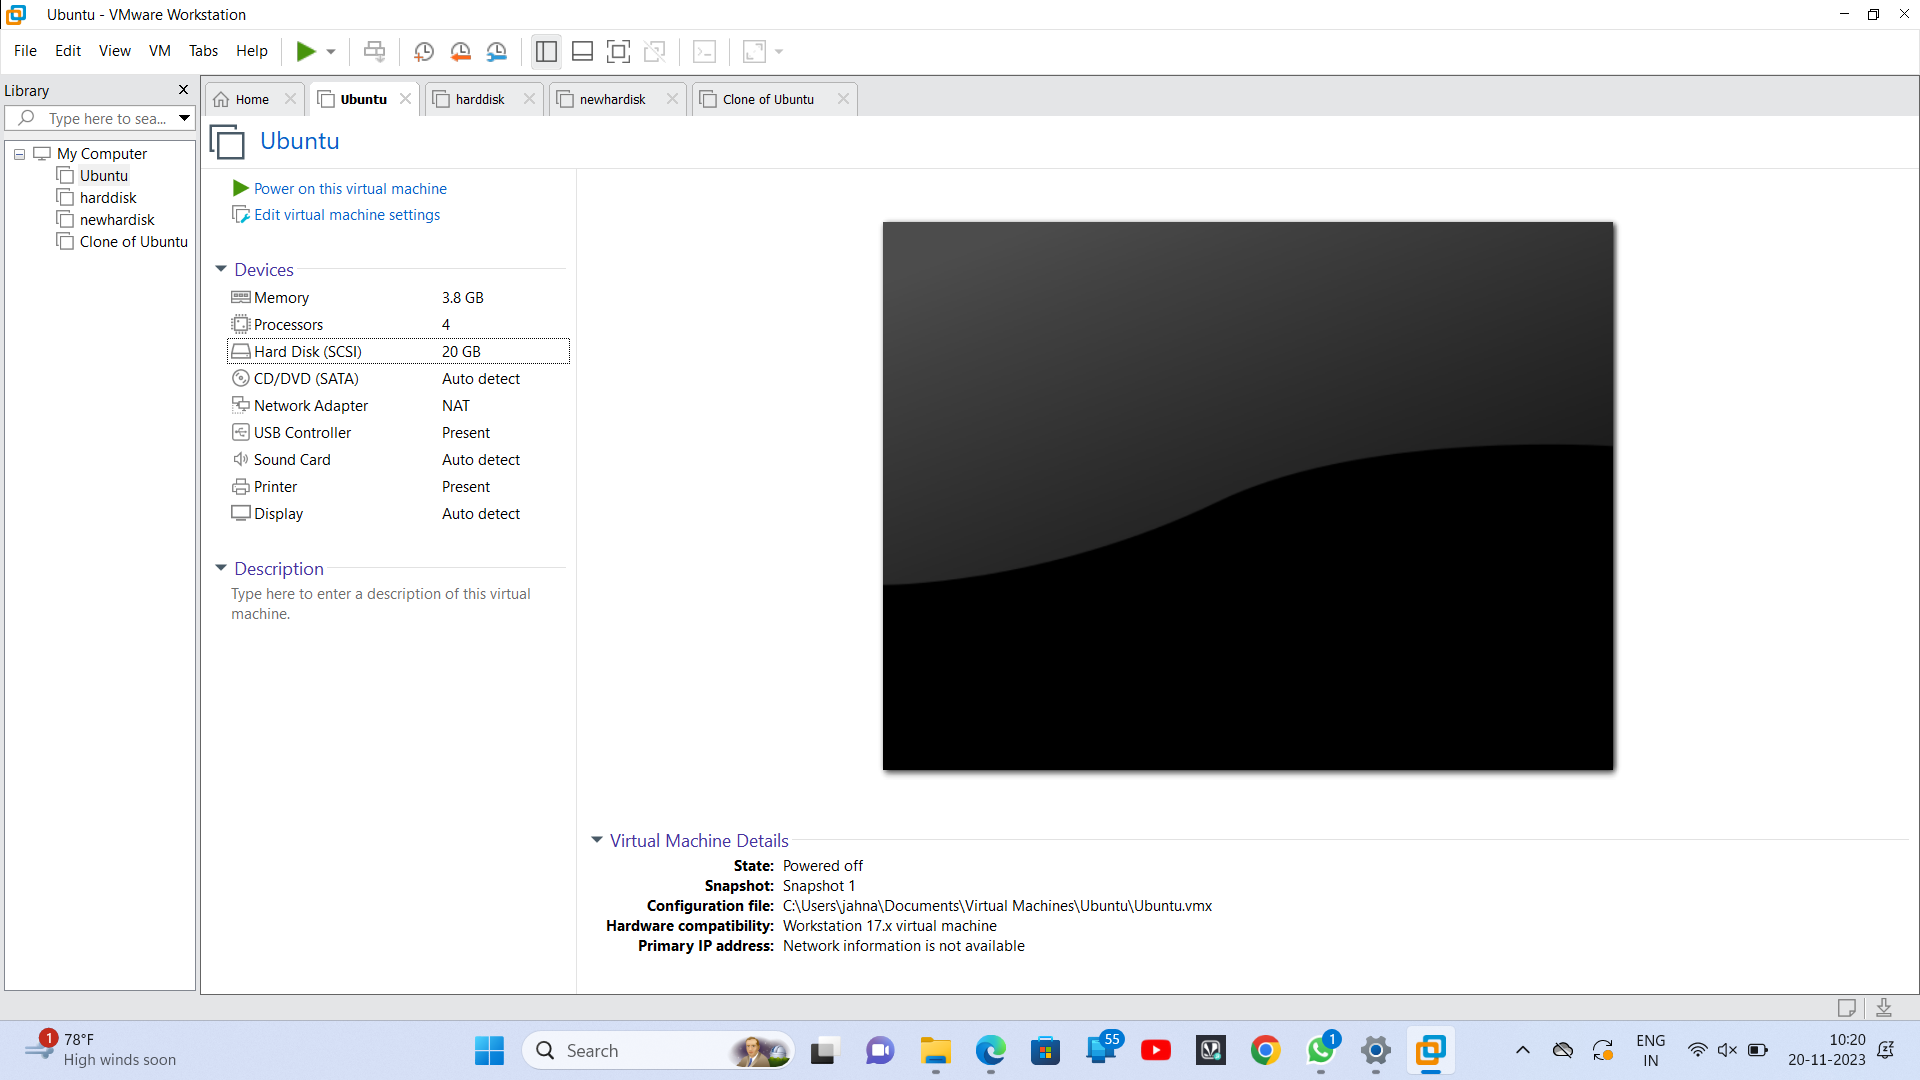 Ubuntu - VMware Workstation
File Edit View VM Tabs Help
Library
Type here to sea...
My Computer
Ubuntu
harddisk
newhardisk
Clone of Ubuntu
Home Ubuntu harddisk newhardisk Clone of Ubuntu
Ubuntu
Power on this virtual machine
Edit virtual machine settings
Devices
Memory 3.8 GB
Processors 4
Hard Disk (SCSI) 20 GB
CD/DVD (SATA) Auto detect
Network Adapter NAT
USB Controller Present
Sound Card Auto detect
Printer Present
Display Auto detect
Description
Type here to enter a description of this virtual
machine.
Virtual Machine Details
State: Powered off
Snapshot: Snapshot 1
Configuration file: C:\Users\jahna\Documents\Virtual Machines\Ubuntu\Ubuntu.vmx
Hardware compatibility: Workstation 17.x virtual machine
Primary IP address: Network information is not available
1
78°F
High winds soon
Search
55
1
ENG
IN
10:20
20-11-2023